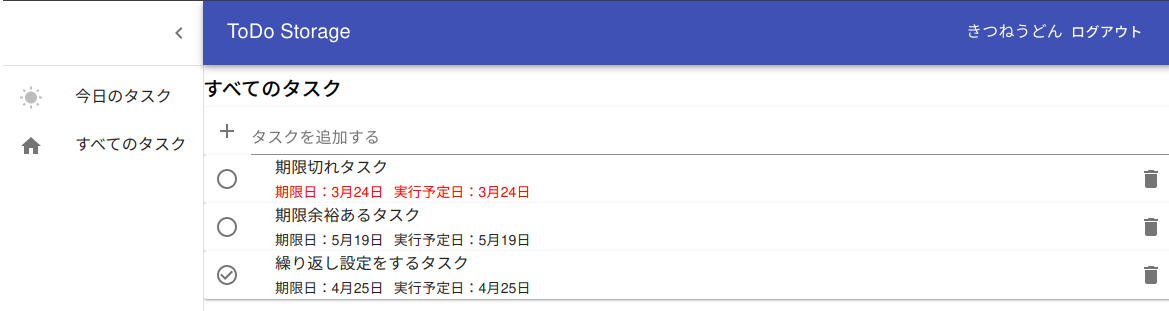 ToDo Storage
きつねうどん ログアウト
今日のタスク
すべてのタスク
すべてのタスク
タスクを追加する
期限切れタスク
期限日：3月24日 実行予定日：3月24日
期限余裕あるタスク
期限日：5月19日 実行予定日：5月19日
繰り返し設定をするタスク
期限日：4月25日 実行予定日：4月25日